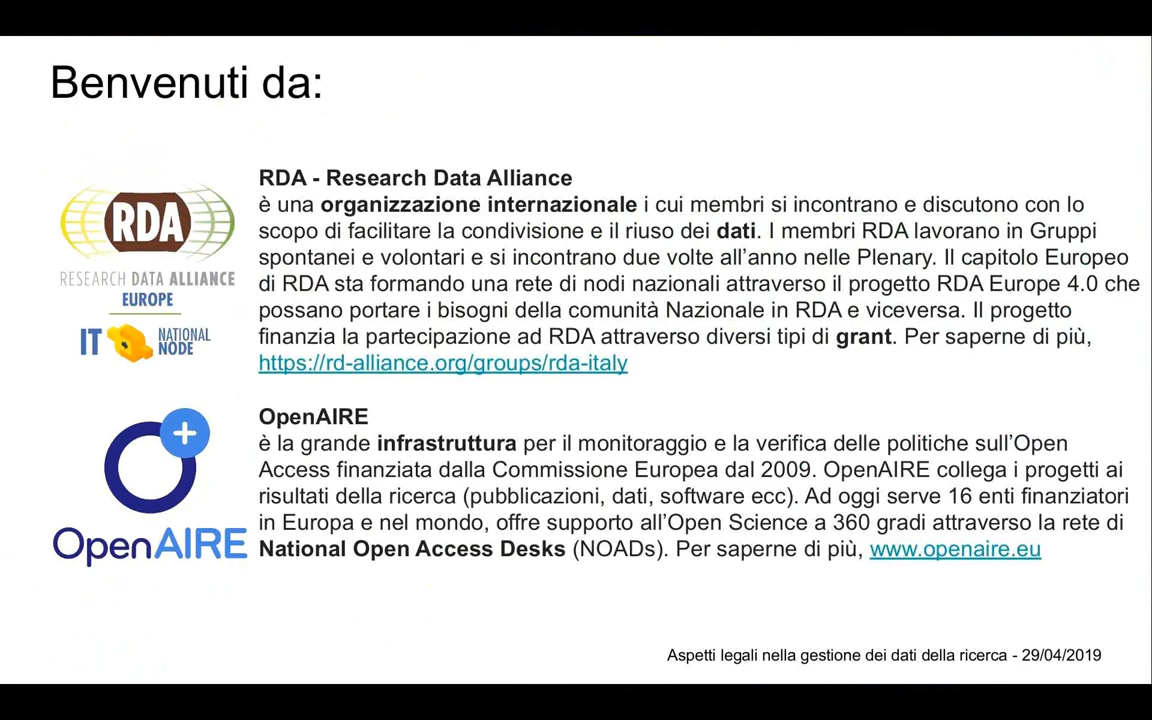 Benvenuti da:
RDA - Research Data Alliance
è una organizzazione internazionale i cui membri si incontrano e discutono con lo
scopo di facilitare la condivisione e il riuso dei dati. I membri RDA lavorano in Gruppi
spontanei e volontari e si incontrano due volte all'anno nelle Plenary. Il capitolo Europeo
di RDA sta formando una rete di nodi nazionali attraverso il progetto RDA Europe 4.0 che
possano portare i bisogni della comunità Nazionale in RDA e viceversa. Il progetto
finanzia la partecipazione ad RDA attraverso diversi tipi di grant. Per saperne di più,
https://rd-alliance.org/groups/rda-italy
RDA
RESEARCH DATA ALLIANCE
EUROPE
IT NATIONAL
NODE
OpenAIRE
è la grande infrastruttura per il monitoraggio e la verifica delle politiche sull'Open
Access finanziata dalla Commissione Europea dal 2009. OpenAIRE collega i progetti ai
risultati della ricerca (pubblicazioni, dati, software ecc). Ad oggi serve 16 enti finanziatori
in Europa e nel mondo, offre supporto all'Open Science a 360 gradi attraverso la rete di
National Open Access Desks (NOADs). Per saperne di più, www.openaire.eu
OpenAIRE
Aspetti legali nella gestione dei dati della ricerca - 29/04/2019